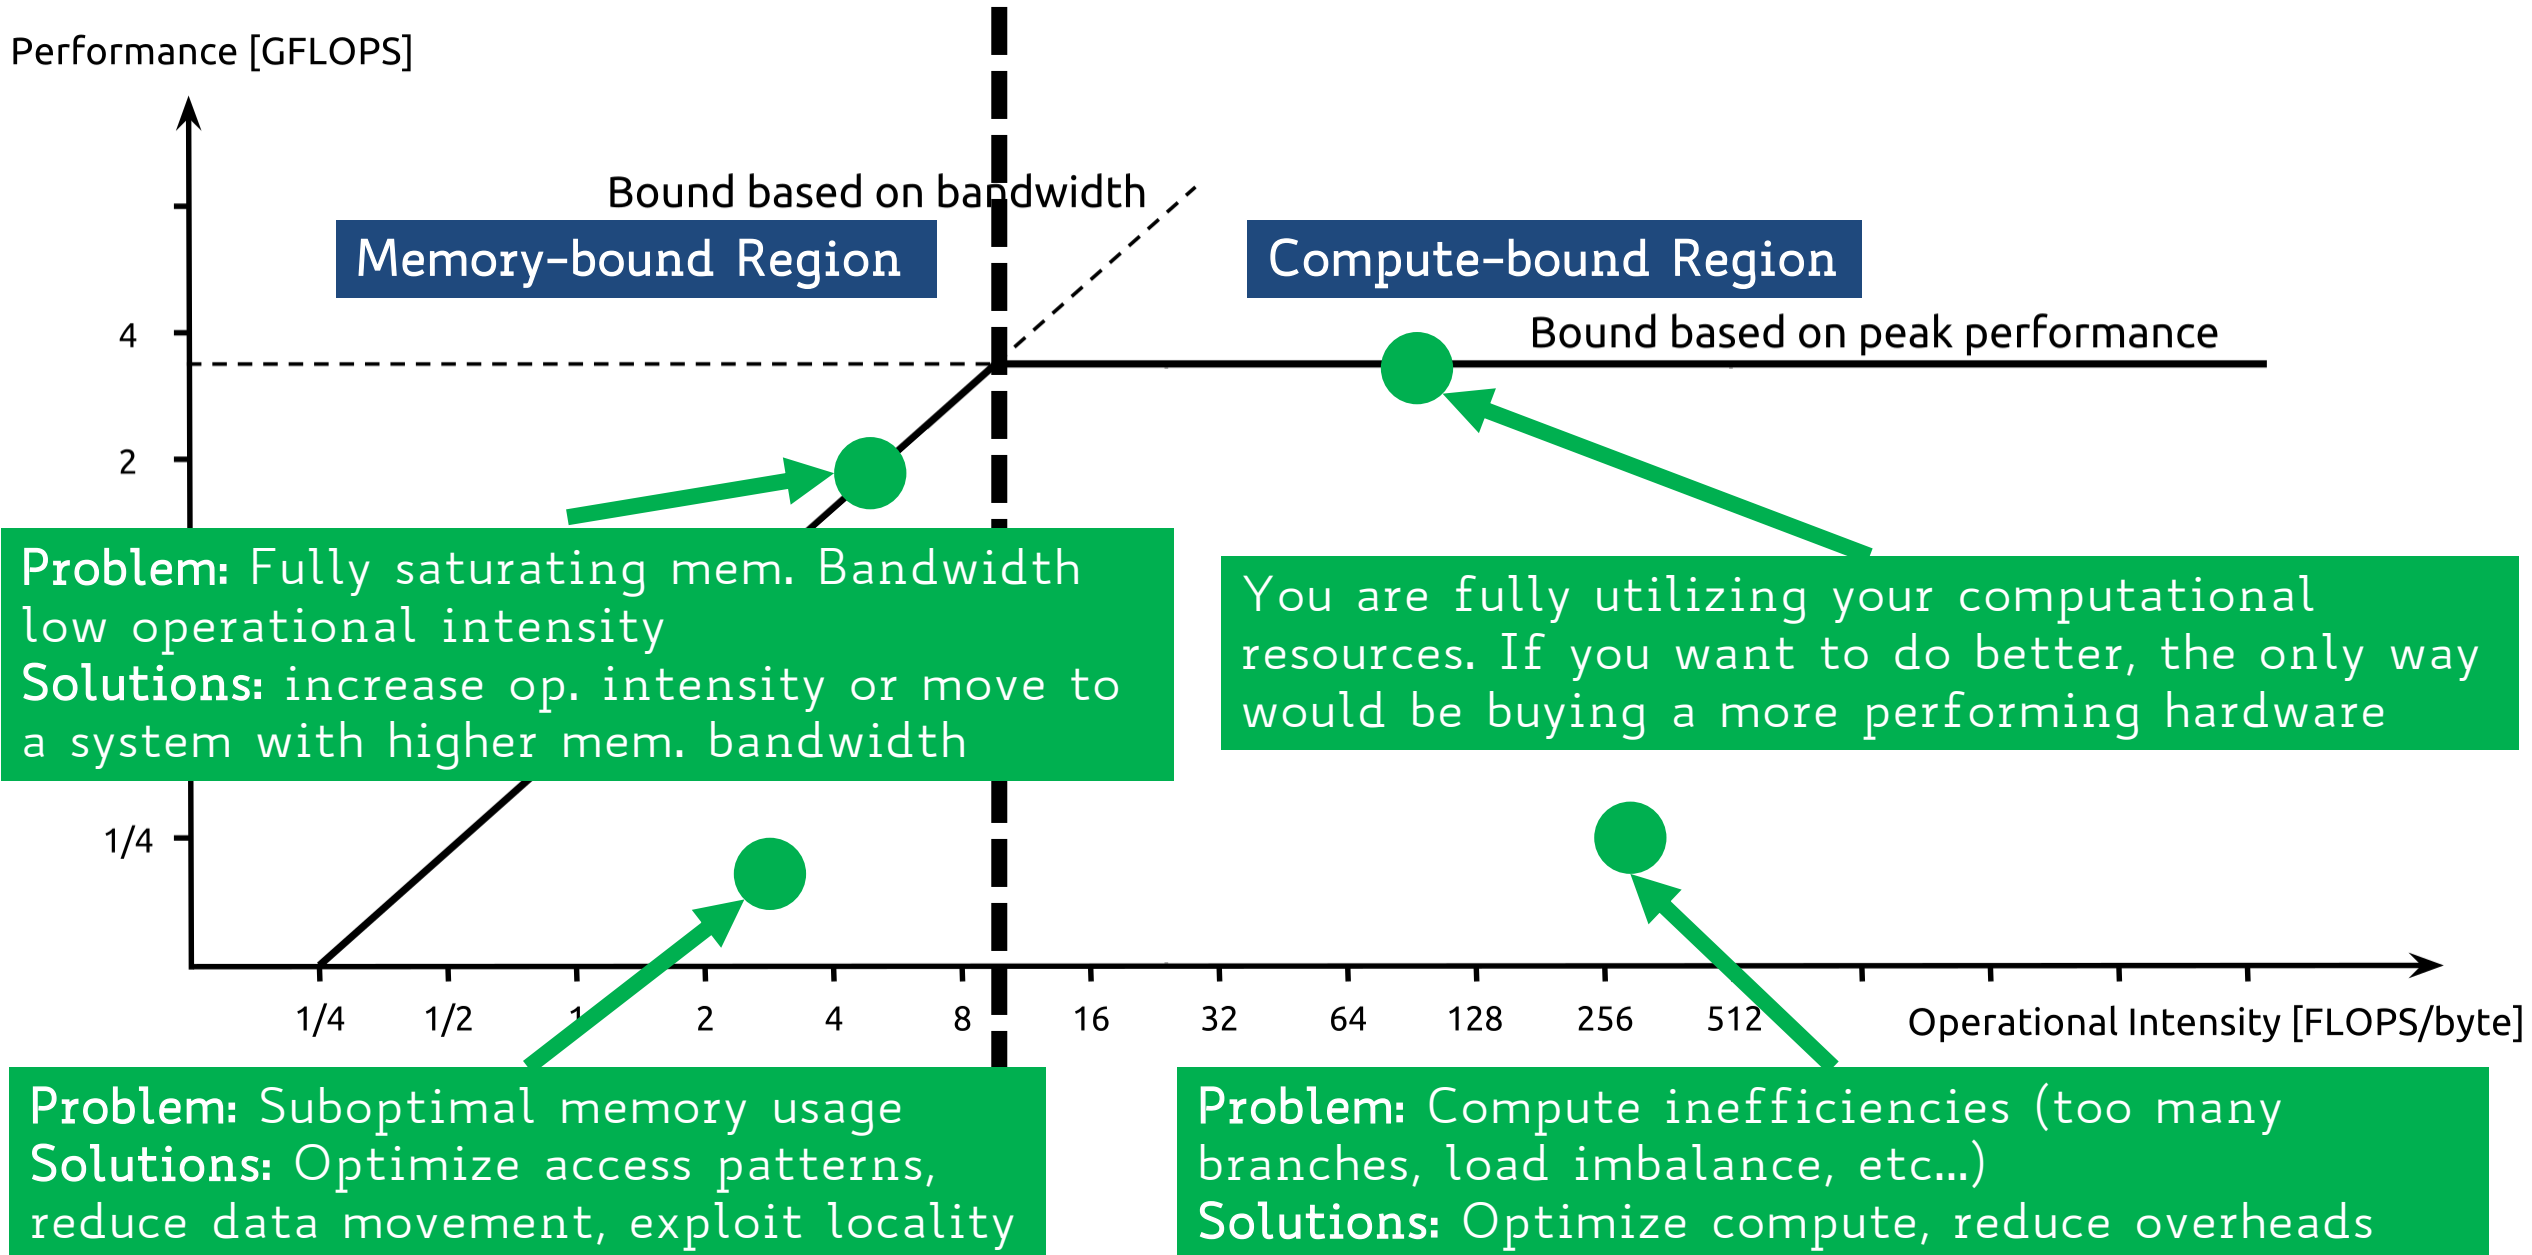 Performance [GFLOPS]
Bound based on bandwidth
Memory-bound Region
Compute-bound Region
Bound based on peak performance
4
2
Problem: Fully saturating mem. Bandwidth
low operational intensity
Solutions: increase op. intensity or move to
a system with higher mem. bandwidth
You are fully utilizing your computational
resources. If you want to do better, the only way
would be buying a more performing hardware
1/4
1/4 1/2 1 2 4 8 16 32 64 128 256 512
Operational Intensity [FLOPS/byte]
Problem: Suboptimal memory usage
Solutions: Optimize access patterns,
reduce data movement, exploit locality
Problem: Compute inefficiencies (too many
branches, load imbalance, etc...)
Solutions: Optimize compute, reduce overheads